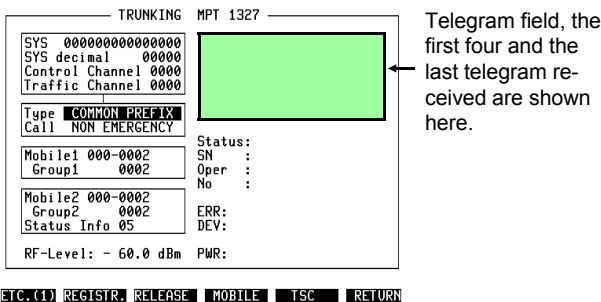 TRUNKING MPT 1327
SYS 000000000000000
SYS decimal 00000
Control Channel 0000
Traffic Channel 0000
Type COMMON PREFIX
Call NON EMERGENCY
Mobile1 000-0002
Group1 0002
Mobile2 000-0002
Group2 0002
Status Info 05
RF-Level: - 60.0 dBm
Status:
SN :
Oper :
No :
ERR:
DEV:
PWR:
Telegram field, the
first four and the
last telegram re-
ceived are shown
here.
ETC.(1) REGISTR. RELEASE MOBILE TSC RETURN